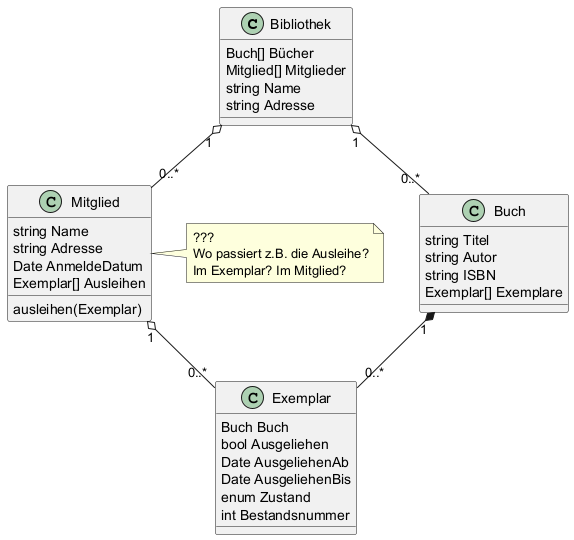 C Bibliothek
Buch[] Bücher
Mitglied[] Mitglieder
string Name
string Adresse
1
1
0..*
0..*
C Mitglied
string Name
string Adresse
Date AnmeldeDatum
Exemplar[] Ausleihen
ausleihen(Exemplar)
???
Wo passiert z.B. die Ausleihe?
Im Exemplar? Im Mitglied?
C Buch
string Titel
string Autor
string ISBN
Exemplar[] Exemplare
1
1
0..*
0..*
C Exemplar
Buch Buch
bool Ausgeliehen
Date AusgeliehenAb
Date AusgeliehenBis
enum Zustand
int Bestandsnummer